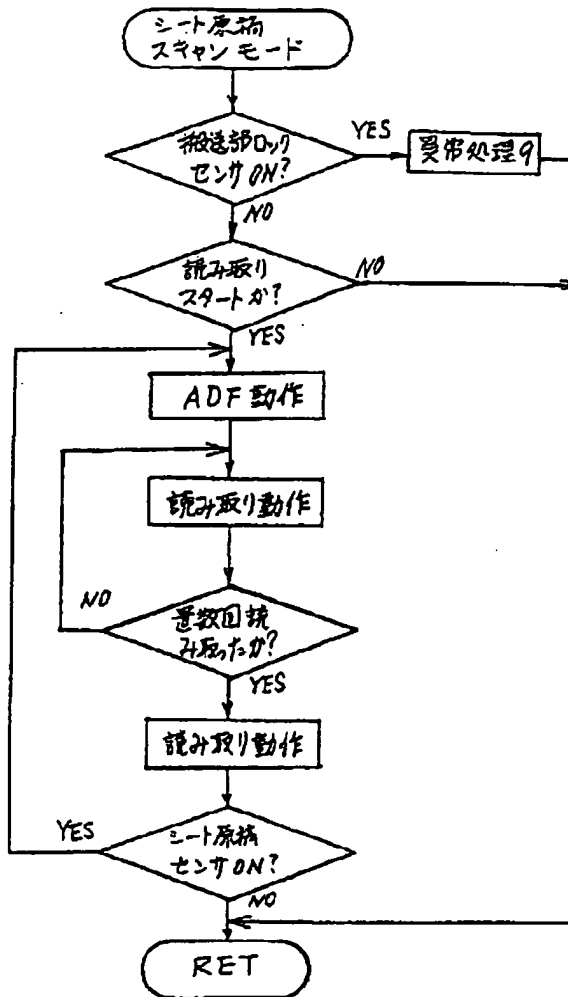 シート原稿
スキャンモード
搬送部ロック
センサON?
YES
異常処理9
NO
読み取り
スタートか?
NO
YES
ADF動作
読み取り動作
NO
置数回読
み取ったか?
YES
読み取り動作
YES
シート原稿
センサON?
NO
RET